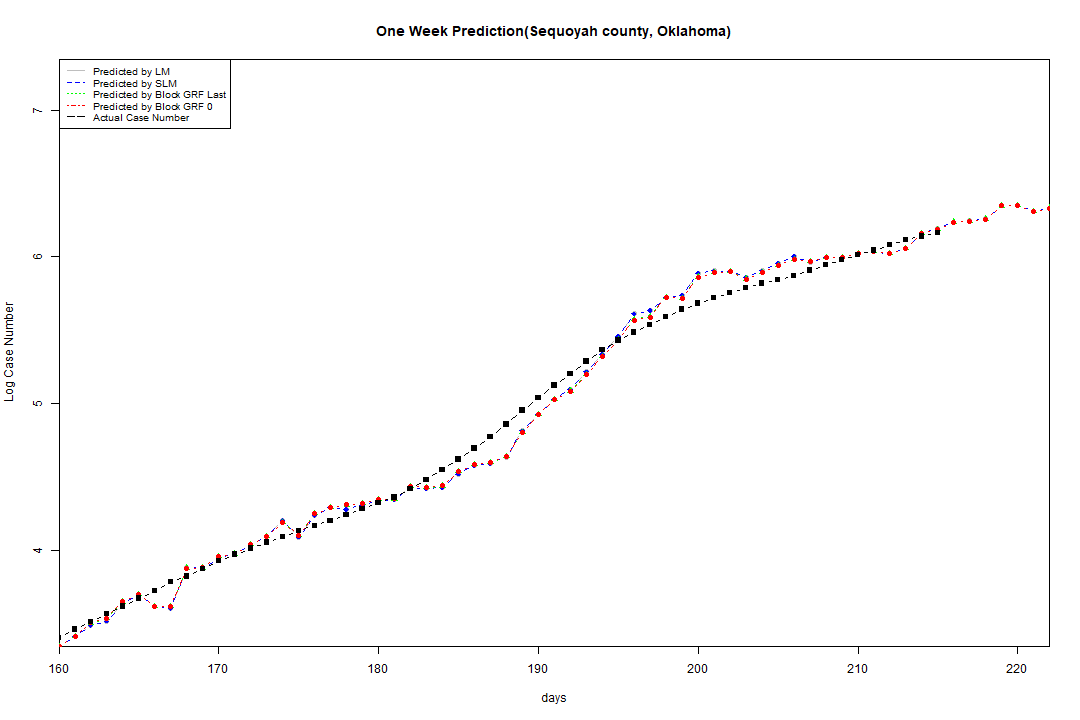 One Week Prediction(Sequoyah county, Oklahoma)
Predicted by LM
Predicted by SLM
Predicted by Block GRF Last
Predicted by Block GRF 0
Actual Case Number
Log Case Number
7
6
5
4
160 170 180 190 200 210 220
days